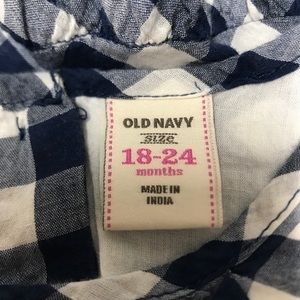 OLD NAVY
size
18-24
months
MADE IN
INDIA